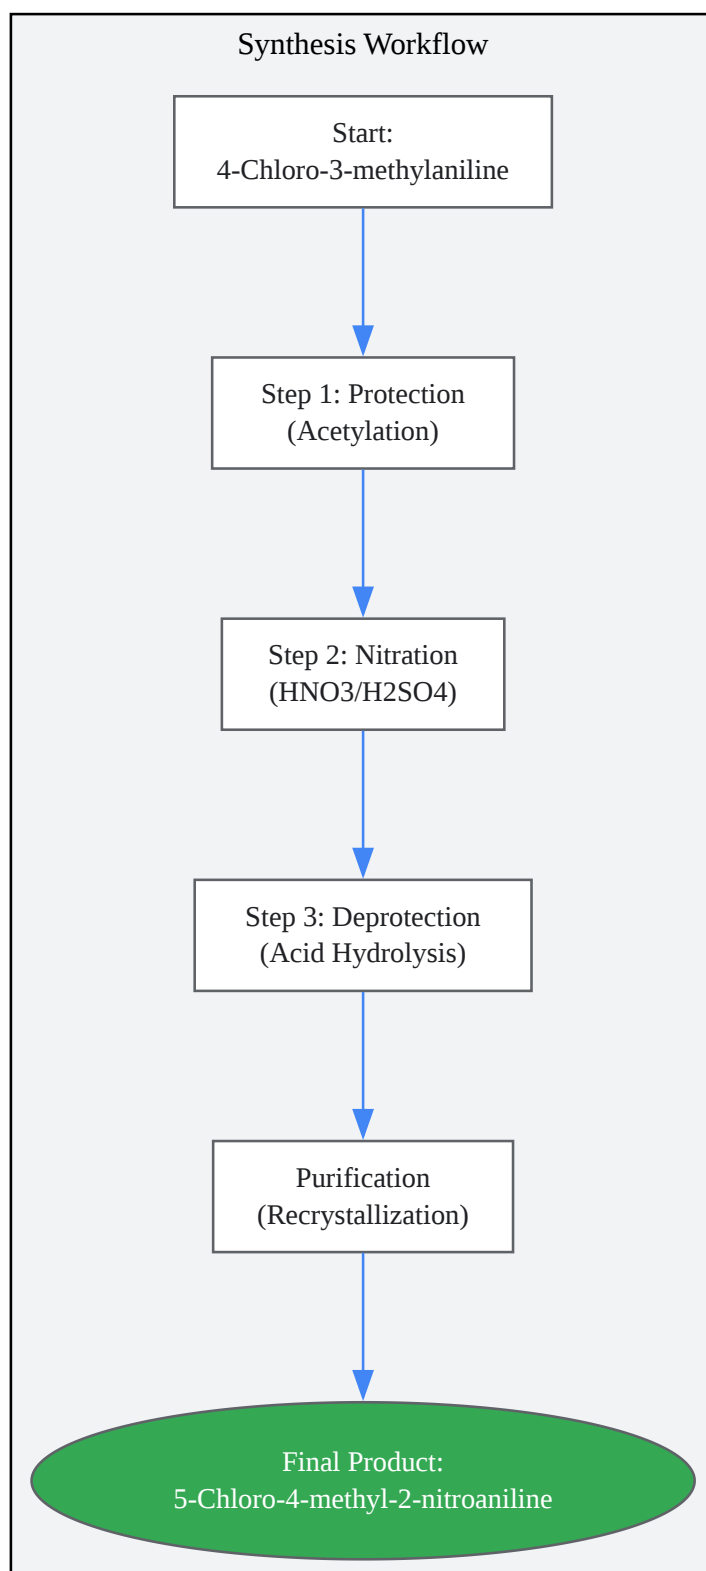 Synthesis Workflow
Start:
4-Chloro-3-methylaniline
Step 1: Protection
(Acetylation)
Step 2: Nitration
(HNO3/H2SO4)
Step 3: Deprotection
(Acid Hydrolysis)
Purification
(Recrystallization)
Final Product:
5-Chloro-4-methyl-2-nitroaniline